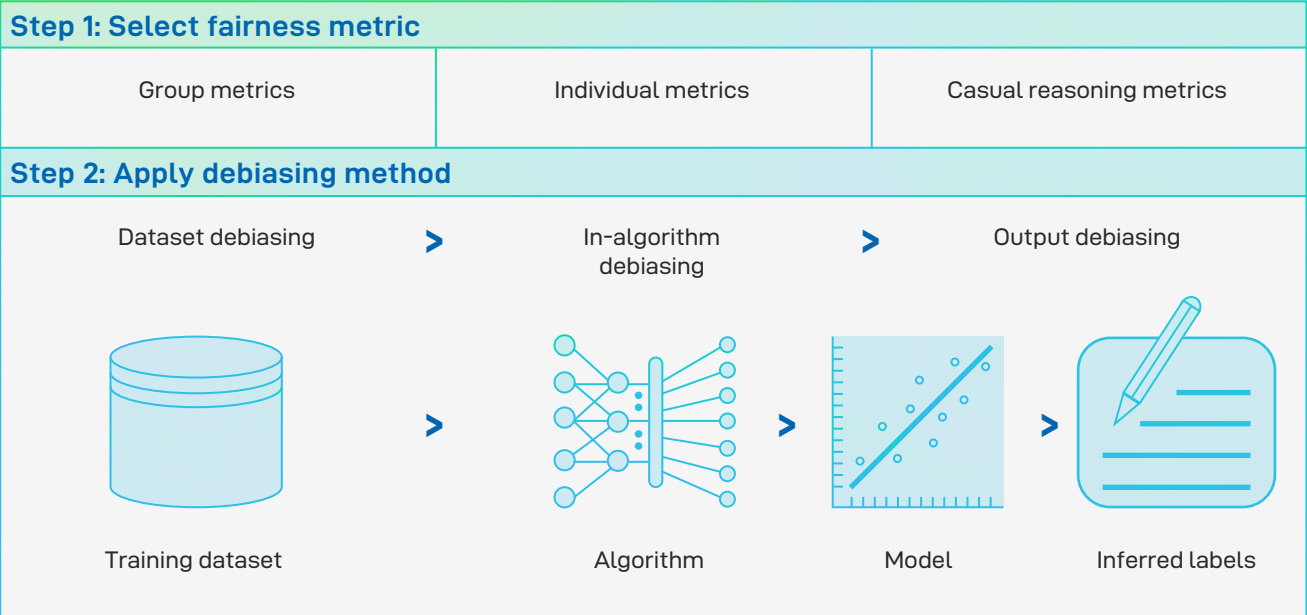 Step 1: Select fairness metric
Group metrics
Individual metrics
Casual reasoning metrics
Step 2: Apply debiasing method
Dataset debiasing
>
In-algorithm
debiasing
>
Output debiasing
>
>
>
Training dataset
Algorithm
Model
Inferred labels